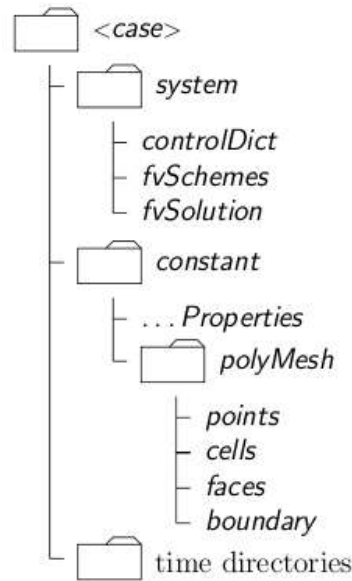 <case>
system
controlDict
fvSchemes
fvSolution
constant
...Properties
polyMesh
points
cells
faces
boundary
time directories